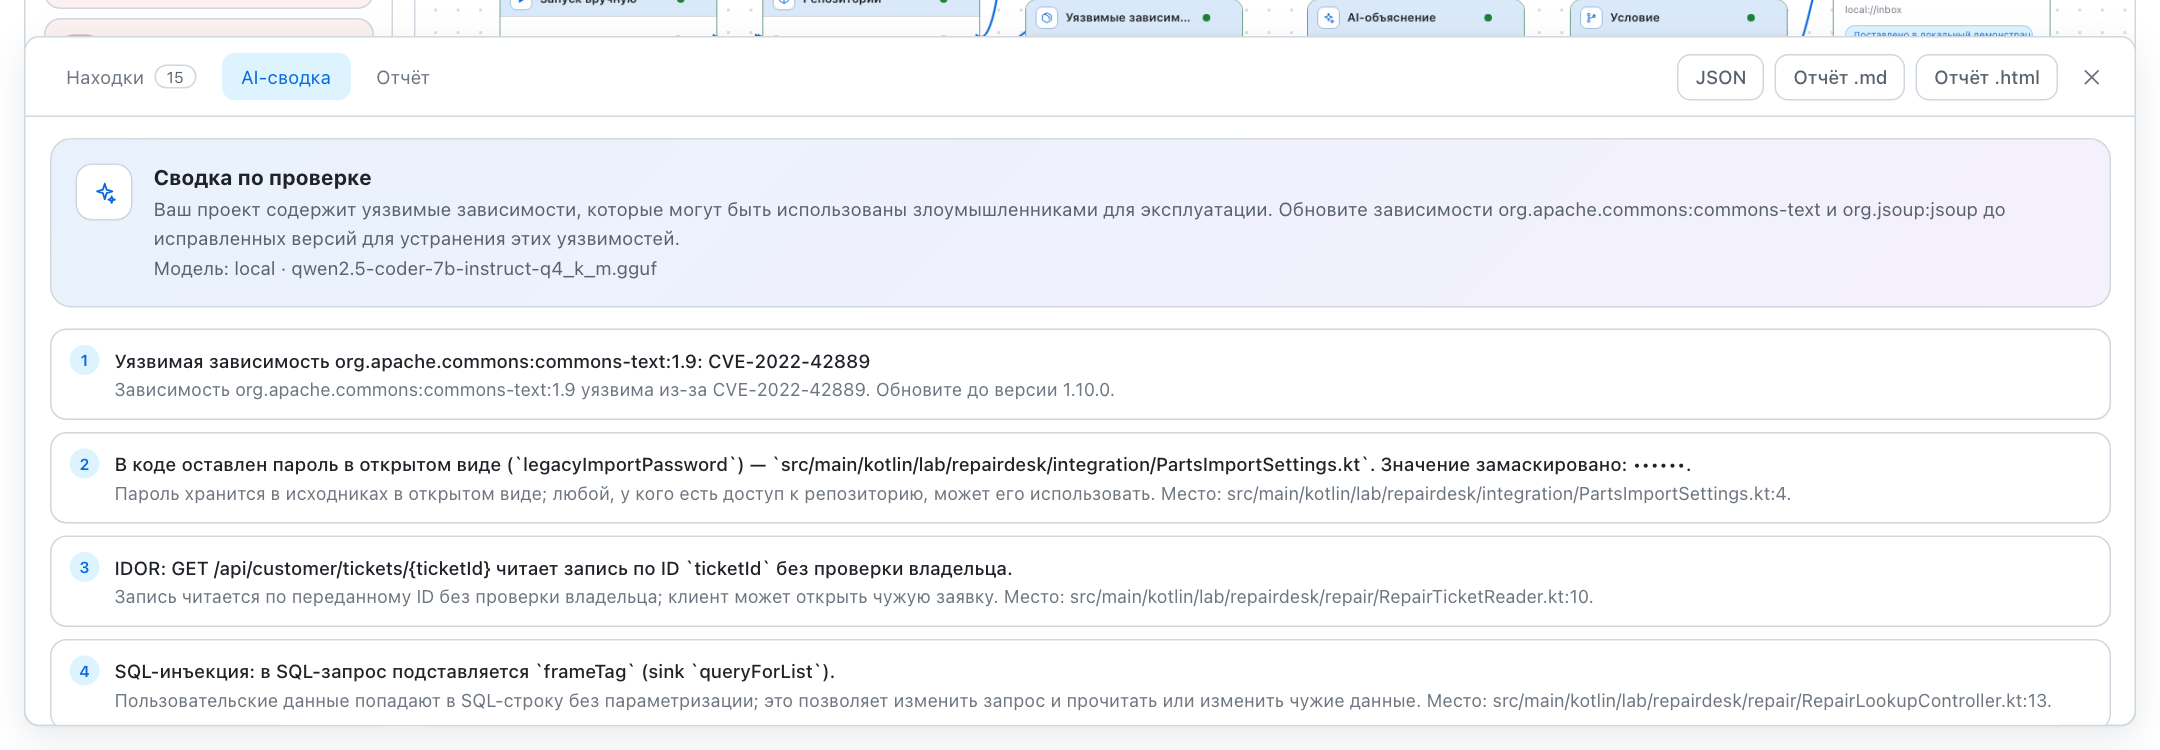 Запуск вручную
Репозиторий
Уязвимые зависим...
AI-объяснение
Условие
local://inbox
Доставлено в локальный демонстрац
Находки 15
AI-сводка
Отчёт
JSON
Отчёт .md
Отчёт .html
Сводка по проверке
Ваш проект содержит уязвимые зависимости, которые могут быть использованы злоумышленниками для эксплуатации. Обновите зависимости org.apache.commons:commons-text и org.jsoup:jsoup до
исправленных версий для устранения этих уязвимостей.
Модель: local · qwen2.5-coder-7b-instruct-q4_k_m.gguf
1 Уязвимая зависимость org.apache.commons:commons-text:1.9: CVE-2022-42889
Зависимость org.apache.commons:commons-text:1.9 уязвима из-за CVE-2022-42889. Обновите до версии 1.10.0.
2 В коде оставлен пароль в открытом виде (`legacyImportPassword`) — `src/main/kotlin/lab/repairdesk/integration/PartsImportSettings.kt`. Значение замаскировано: ••••••.
Пароль хранится в исходниках в открытом виде; любой, у кого есть доступ к репозиторию, может его использовать. Место: src/main/kotlin/lab/repairdesk/integration/PartsImportSettings.kt:4.
3 IDOR: GET /api/customer/tickets/{ticketId} читает запись по ID `ticketId` без проверки владельца.
Запись читается по переданному ID без проверки владельца; клиент может открыть чужую заявку. Место: src/main/kotlin/lab/repairdesk/repair/RepairTicketReader.kt:10.
4 SQL-инъекция: в SQL-запрос подставляется `frameTag` (sink `queryForList`).
Пользовательские данные попадают в SQL-строку без параметризации; это позволяет изменить запрос и прочитать или изменить чужие данные. Место: src/main/kotlin/lab/repairdesk/repair/RepairLookupController.kt:13.